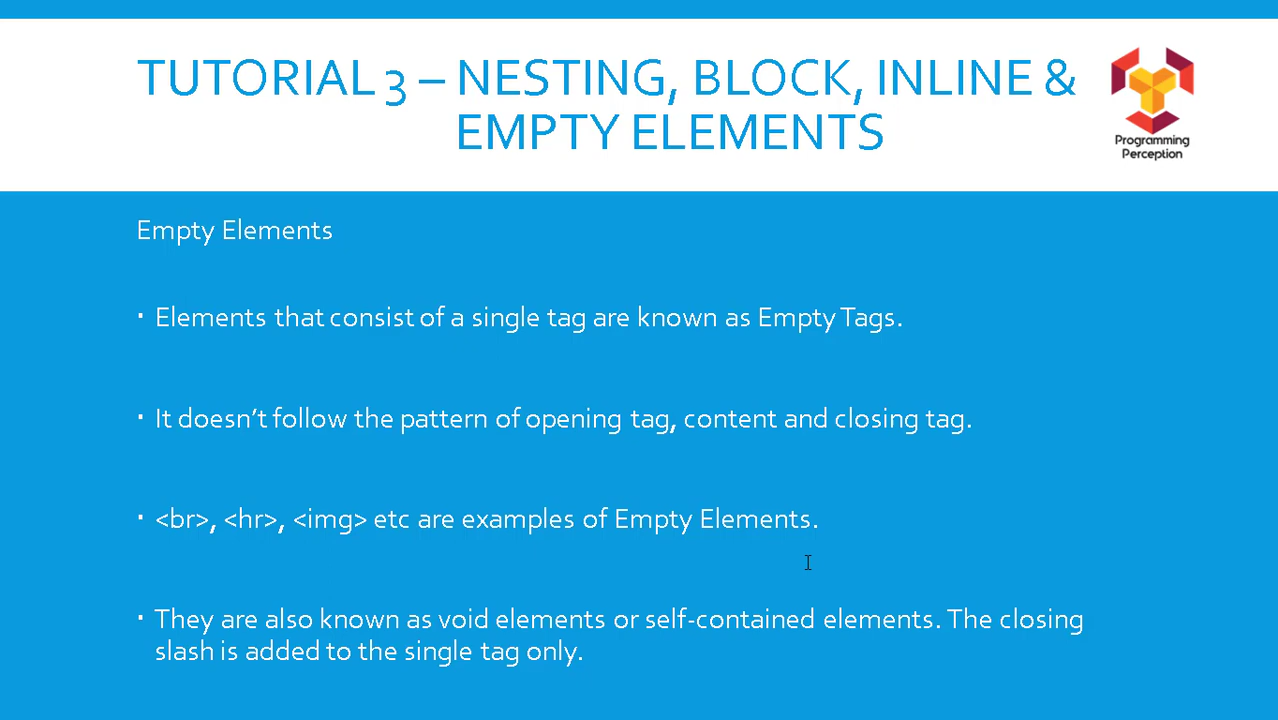 TUTORIAL 3 – NESTING, BLOCK, INLINE &
EMPTY ELEMENTS
Programming
Perception
Empty Elements
▪ Elements that consist of a single tag are known as Empty Tags.
▪ It doesn't follow the pattern of opening tag, content and closing tag.
▪ <br>, <hr>, <img> etc are examples of Empty Elements.
▪ They are also known as void elements or self-contained elements. The closing
slash is added to the single tag only.